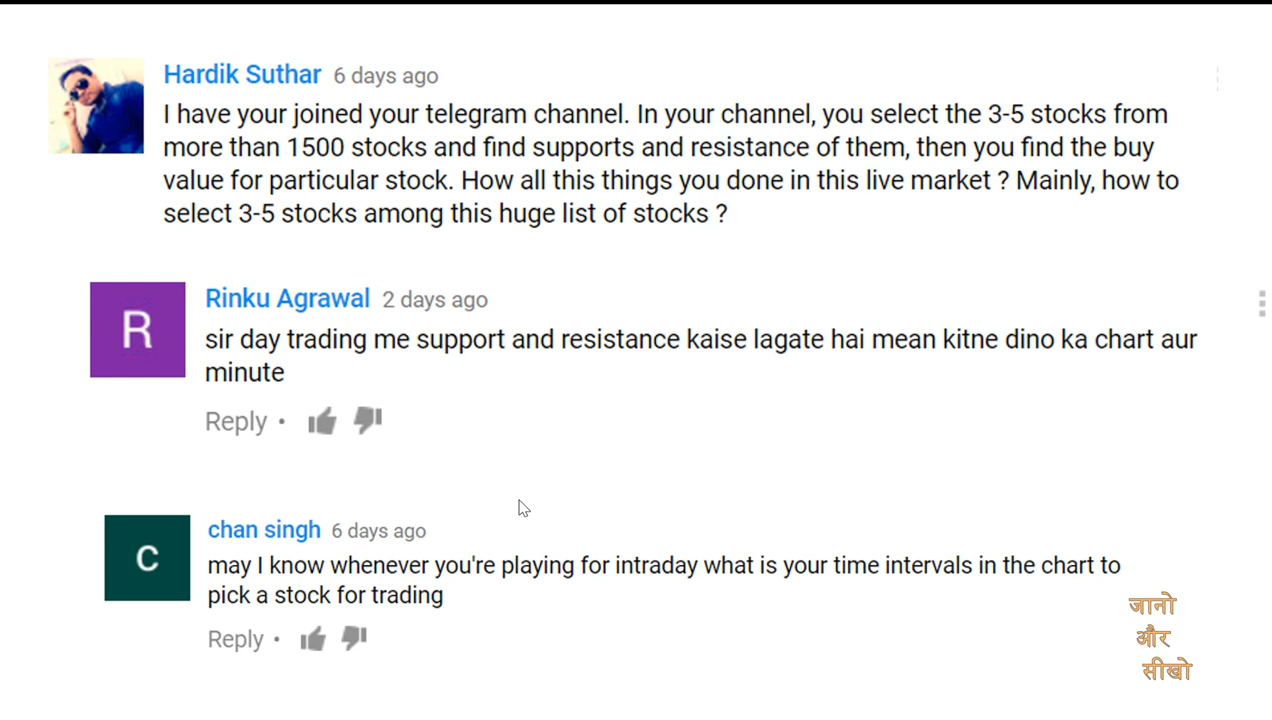 Hardik Suthar 6 days ago
I have your joined your telegram channel. In your channel, you select the 3-5 stocks from
more than 1500 stocks and find supports and resistance of them, then you find the buy
value for particular stock. How all this things you done in this live market ? Mainly, how to
select 3-5 stocks among this huge list of stocks ?
R
Rinku Agrawal 2 days ago
sir day trading me support and resistance kaise lagate hai mean kitne dino ka chart aur
minute
Reply •
C
chan singh 6 days ago
may I know whenever you're playing for intraday what is your time intervals in the chart to
pick a stock for trading
Reply •
जानो
और
सीखो